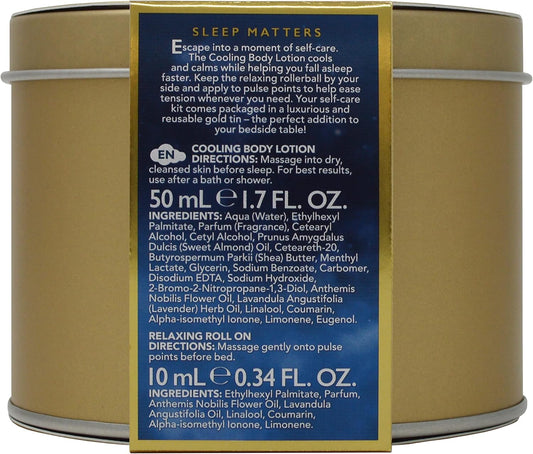 SLEEP MATTERS
Escape into a moment of self-care.
The Cooling Body Lotion cools
and calms while helping you fall asleep
faster. Keep the relaxing rollerball by your
side and apply to pulse points to help ease
tension whenever you need. Your self-care
kit comes packaged in a luxurious and
reusable gold tin – the perfect addition to
your bedside table!
EN COOLING BODY LOTION
DIRECTIONS: Massage into dry,
cleansed skin before sleep. For best results,
use after a bath or shower.
50 mL ℮ 1.7 FL. OZ.
INGREDIENTS: Aqua (Water), Ethylhexyl
Palmitate, Parfum (Fragrance), Cetearyl
Alcohol, Cetyl Alcohol, Prunus Amygdalus
Dulcis (Sweet Almond) Oil, Ceteareth-20,
Butyrospermum Parkii (Shea) Butter, Menthyl
Lactate, Glycerin, Sodium Benzoate, Carbomer,
Disodium EDTA, Sodium Hydroxide,
2-Bromo-2-Nitropropane-1,3-Diol, Anthemis
Nobilis Flower Oil, Lavandula Angustifolia
(Lavender) Herb Oil, Linalool, Coumarin,
Alpha-isomethyl Ionone, Limonene, Eugenol.
RELAXING ROLL ON
DIRECTIONS: Massage gently onto pulse
points before bed.
10 mL ℮ 0.34 FL. OZ.
INGREDIENTS: Ethylhexyl Palmitate, Parfum,
Anthemis Nobilis Flower Oil, Lavandula
Angustifolia Oil, Linalool, Coumarin,
Alpha-isomethyl Ionone, Limonene.